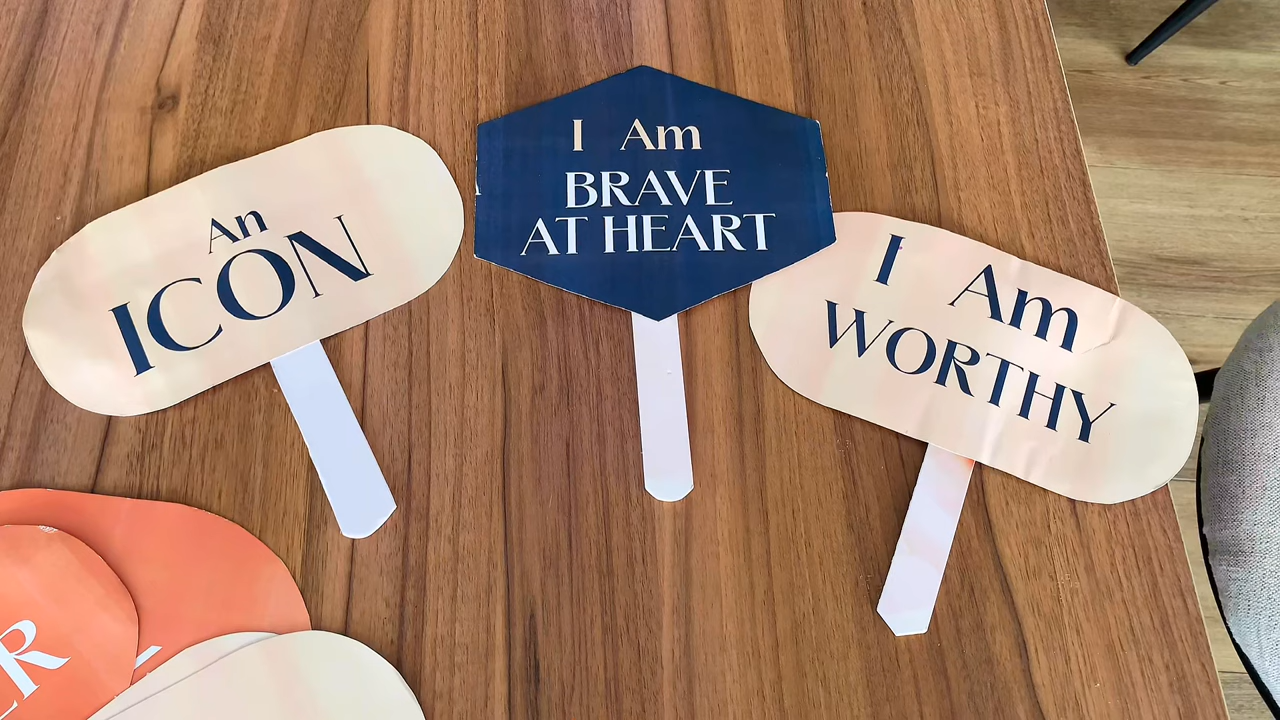 An
ICON
I Am
BRAVE
AT HEART
I Am
WORTHY